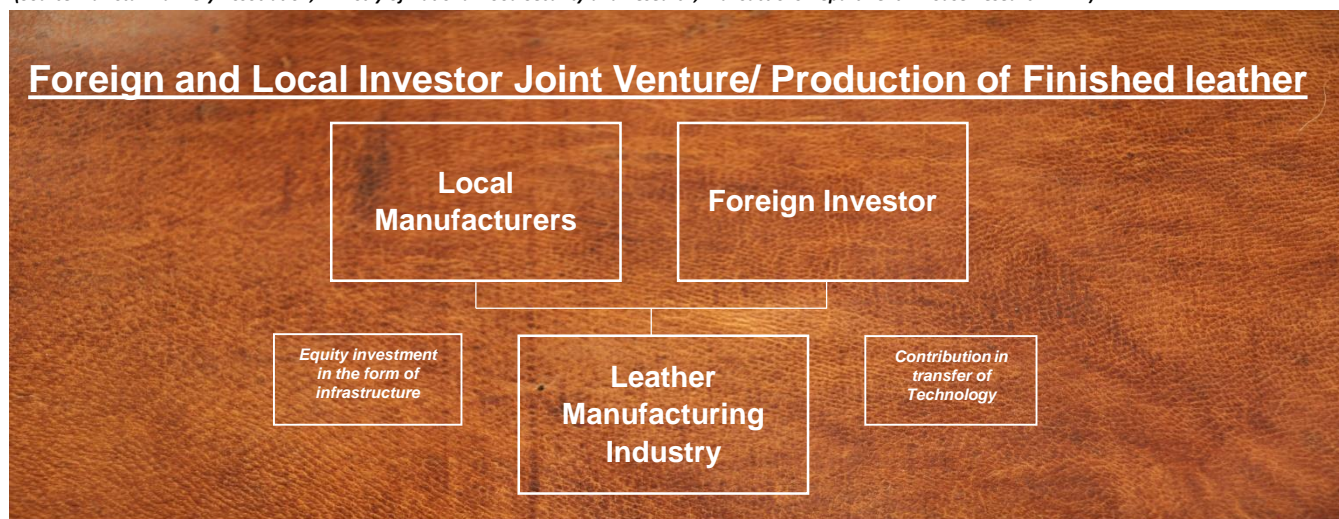 Foreign and Local Investor Joint Venture/ Production of Finished leather
Local
Manufacturers
Foreign Investor
Equity investment
in the form of
infrastructure
Leather
Manufacturing
Industry
Contribution in
transfer of
Technology